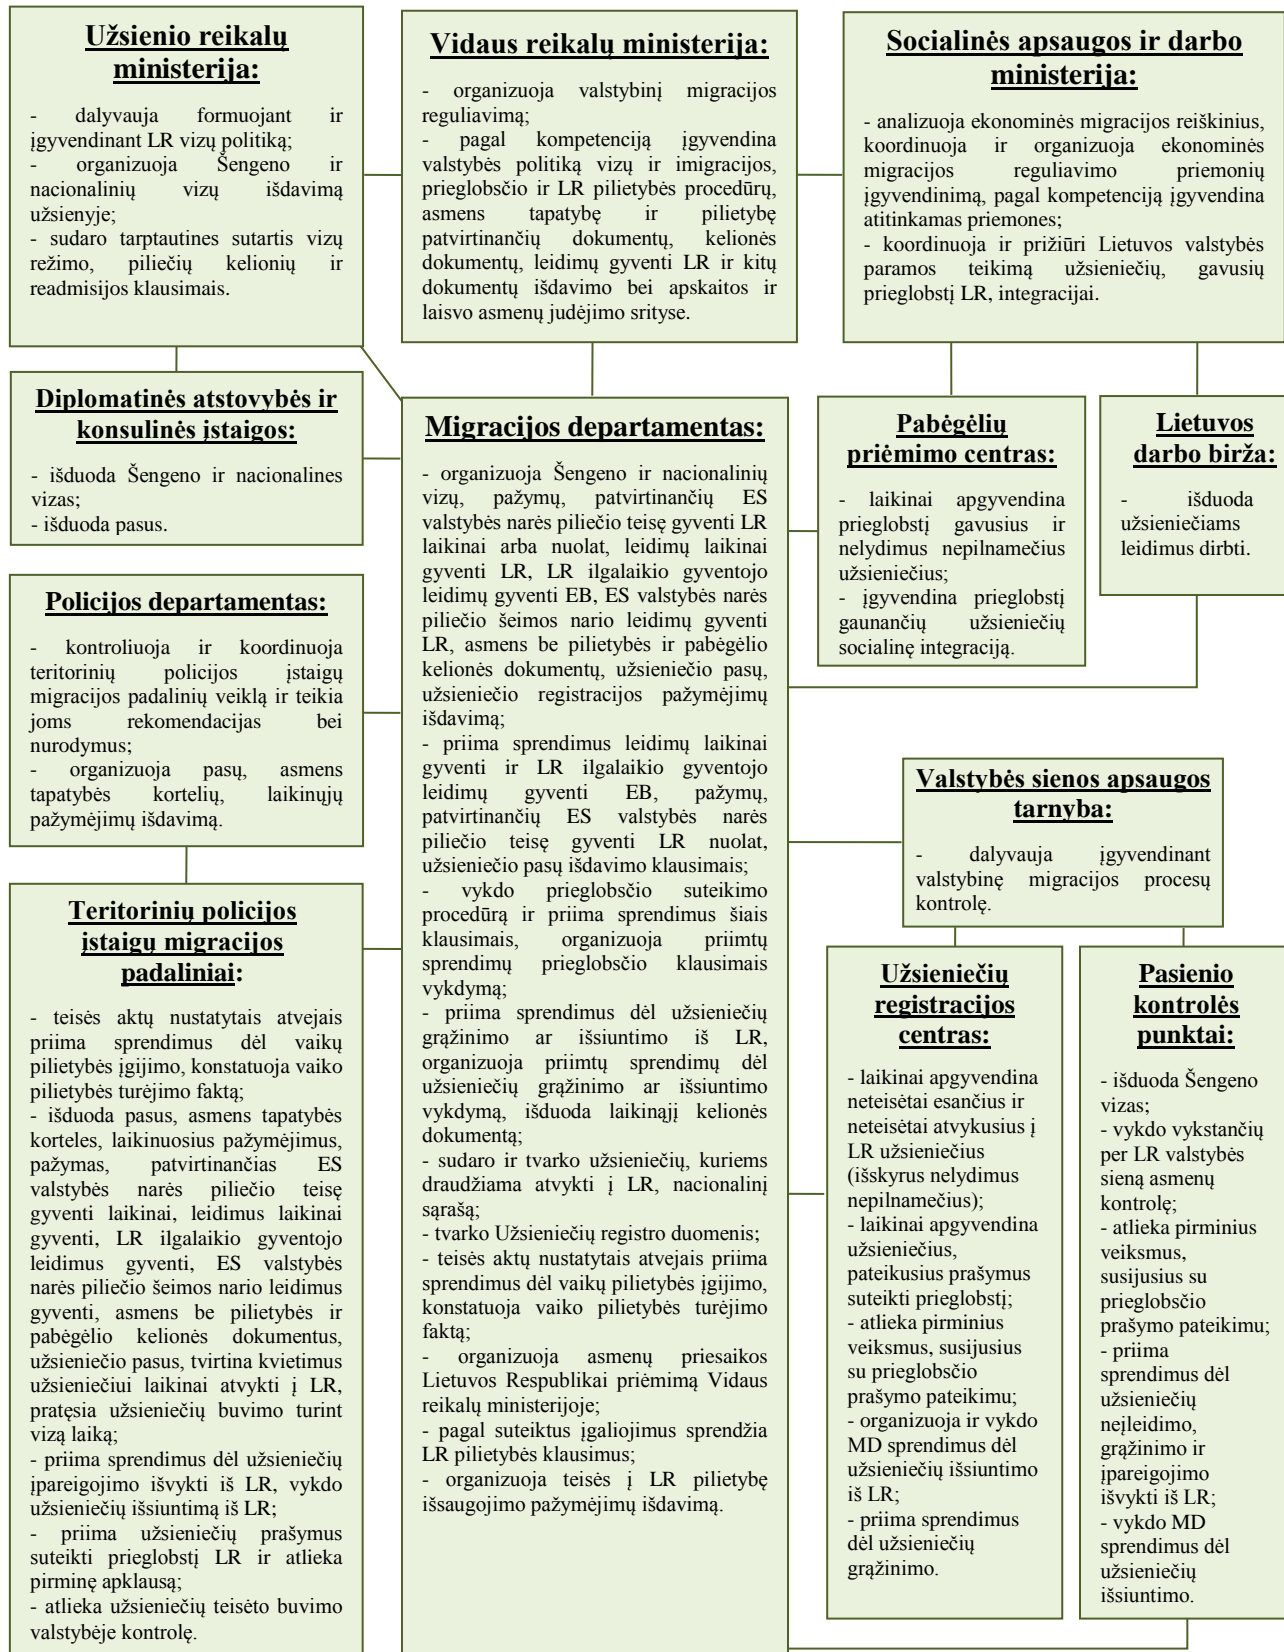 Užsienio reikalų
ministerija:
- dalyvauja formuojant ir
įgyvendinant LR vizų politiką;
- organizuoja Šengeno ir
nacionalinių vizų išdavimą
užsienyje;
- sudaro tarptautines sutartis vizų
režimo, piliečių kelionių ir
readmisijos klausimais.
Vidaus reikalų ministerija:
- organizuoja valstybinį migracijos
reguliavimą;
- pagal kompetenciją įgyvendina
valstybės politiką vizų ir imigracijos,
prieglobsčio ir LR pilietybės procedūrų,
asmens tapatybę ir pilietybę
patvirtinančių dokumentų, kelionės
dokumentų, leidimų gyventi LR ir kitų
dokumentų išdavimo bei apskaitos ir
laisvo asmenų judėjimo srityse.
Socialinės apsaugos ir darbo
ministerija:
- analizuoja ekonominės migracijos reiškinius,
koordinuoja ir organizuoja ekonominės
migracijos reguliavimo priemonių
įgyvendinimą, pagal kompetenciją įgyvendina
atitinkamas priemones;
- koordinuoja ir prižiūri Lietuvos valstybės
paramos teikimą užsieniečių, gavusių
prieglobstį LR, integracijai.
Diplomatinės atstovybės ir
konsulinės įstaigos:
- išduoda Šengeno ir nacionalines
vizas;
- išduoda pasus.
Migracijos departamentas:
- organizuoja Šengeno ir nacionalinių
vizų, pažymų, patvirtinančių ES
valstybės narės piliečio teisę gyventi LR
laikinai arba nuolat, leidimų laikinai
gyventi LR, LR ilgalaikio gyventojo
leidimų gyventi EB, ES valstybės narės
piliečio šeimos nario leidimų gyventi
LR, asmens be pilietybės ir pabėgėlio
kelionės dokumentų, užsieniečio pasų,
užsieniečio registracijos pažymėjimų
išdavimą;
- priima sprendimus leidimų laikinai
gyventi ir LR ilgalaikio gyventojo
leidimų gyventi EB, pažymų,
patvirtinančių ES valstybės narės
piliečio teisę gyventi LR nuolat,
užsieniečio pasų išdavimo klausimais;
- vykdo prieglobsčio suteikimo
procedūrą ir priima sprendimus šiais
klausimais, organizuoja priimtų
sprendimų prieglobsčio klausimais
vykdymą;
- priima sprendimus dėl užsieniečių
grąžinimo ar išsiuntimo iš LR,
organizuoja priimtų sprendimų dėl
užsieniečių grąžinimo ar išsiuntimo
vykdymą, išduoda laikinąjį kelionės
dokumentą;
- sudaro ir tvarko užsieniečių, kuriems
draudžiama atvykti į LR, nacionalinį
sąrašą;
- tvarko Užsieniečių registro duomenis;
- teisės aktų nustatytais atvejais priima
sprendimus dėl vaikų pilietybės įgijimo,
konstatuoja vaiko pilietybės turėjimo
faktą;
- organizuoja asmenų priesaikos
Lietuvos Respublikai priėmimą Vidaus
reikalų ministerijoje;
- pagal suteiktus įgaliojimus sprendžia
LR pilietybės klausimus;
- organizuoja teisės į LR pilietybę
išsaugojimo pažymėjimų išdavimą.
Pabėgėlių
priėmimo centras:
- laikinai apgyvendina
prieglobstį gavusius ir
nelydimus nepilnamečius
užsieniečius;
- įgyvendina prieglobstį
gaunančių užsieniečių
socialinę integraciją.
Lietuvos
darbo birža:
- išduoda
užsieniečiams
leidimus dirbti.
Policijos departamentas:
- kontroliuoja ir koordinuoja
teritorinių policijos įstaigų
migracijos padalinių veiklą ir teikia
joms rekomendacijas bei
nurodymus;
- organizuoja pasų, asmens
tapatybės kortelių, laikinųjų
pažymėjimų išdavimą.
Teritorinių policijos
įstaigų migracijos
padaliniai:
- teisės aktų nustatytais atvejais
priima sprendimus dėl vaikų
pilietybės įgijimo, konstatuoja vaiko
pilietybės turėjimo faktą;
- išduoda pasus, asmens tapatybės
korteles, laikinuosius pažymėjimus,
pažymas, patvirtinančias ES
valstybės narės piliečio teisę
gyventi laikinai, leidimus laikinai
gyventi, LR ilgalaikio gyventojo
leidimus gyventi, ES valstybės
narės piliečio šeimos nario leidimus
gyventi, asmens be pilietybės ir
pabėgėlio kelionės dokumentus,
užsieniečio pasus, tvirtina kvietimus
užsieniečiui laikinai atvykti į LR,
pratęsia užsieniečių buvimo turint
vizą laiką;
- priima sprendimus dėl užsieniečių
įpareigojimo išvykti iš LR, vykdo
užsieniečių išsiuntimą iš LR;
- priima užsieniečių prašymus
suteikti prieglobstį LR ir atlieka
pirminę apklausą;
- atlieka užsieniečių teisėto buvimo
valstybėje kontrolę.
Valstybės sienos apsaugos
tarnyba:
- dalyvauja įgyvendinant
valstybinę migracijos procesų
kontrolę.
Užsieniečių
registracijos
centras:
- laikinai apgyvendina
neteisėtai esančius ir
neteisėtai atvykusius į
LR užsieniečius
(išskyrus nelydimus
nepilnamečius);
- laikinai apgyvendina
užsieniečius,
pateikusius prašymus
suteikti prieglobstį;
- atlieka pirminius
veiksmus, susijusius
su prieglobsčio
prašymo pateikimu;
- organizuoja ir vykdo
MD sprendimus dėl
užsieniečių išsiuntimo
iš LR;
- priima sprendimus
dėl užsieniečių
grąžinimo.
Pasienio
kontrolės
punktai:
- išduoda Šengeno
vizas;
- vykdo vykstančių
per LR valstybės
sieną asmenų
kontrolę;
- atlieka pirminius
veiksmus,
susijusius su
prieglobsčio
prašymo pateikimu;
- priima
sprendimus dėl
užsieniečių
neįleidimo,
grąžinimo ir
įpareigojimo
išvykti iš LR;
- vykdo MD
sprendimus dėl
užsieniečių
išsiuntimo.